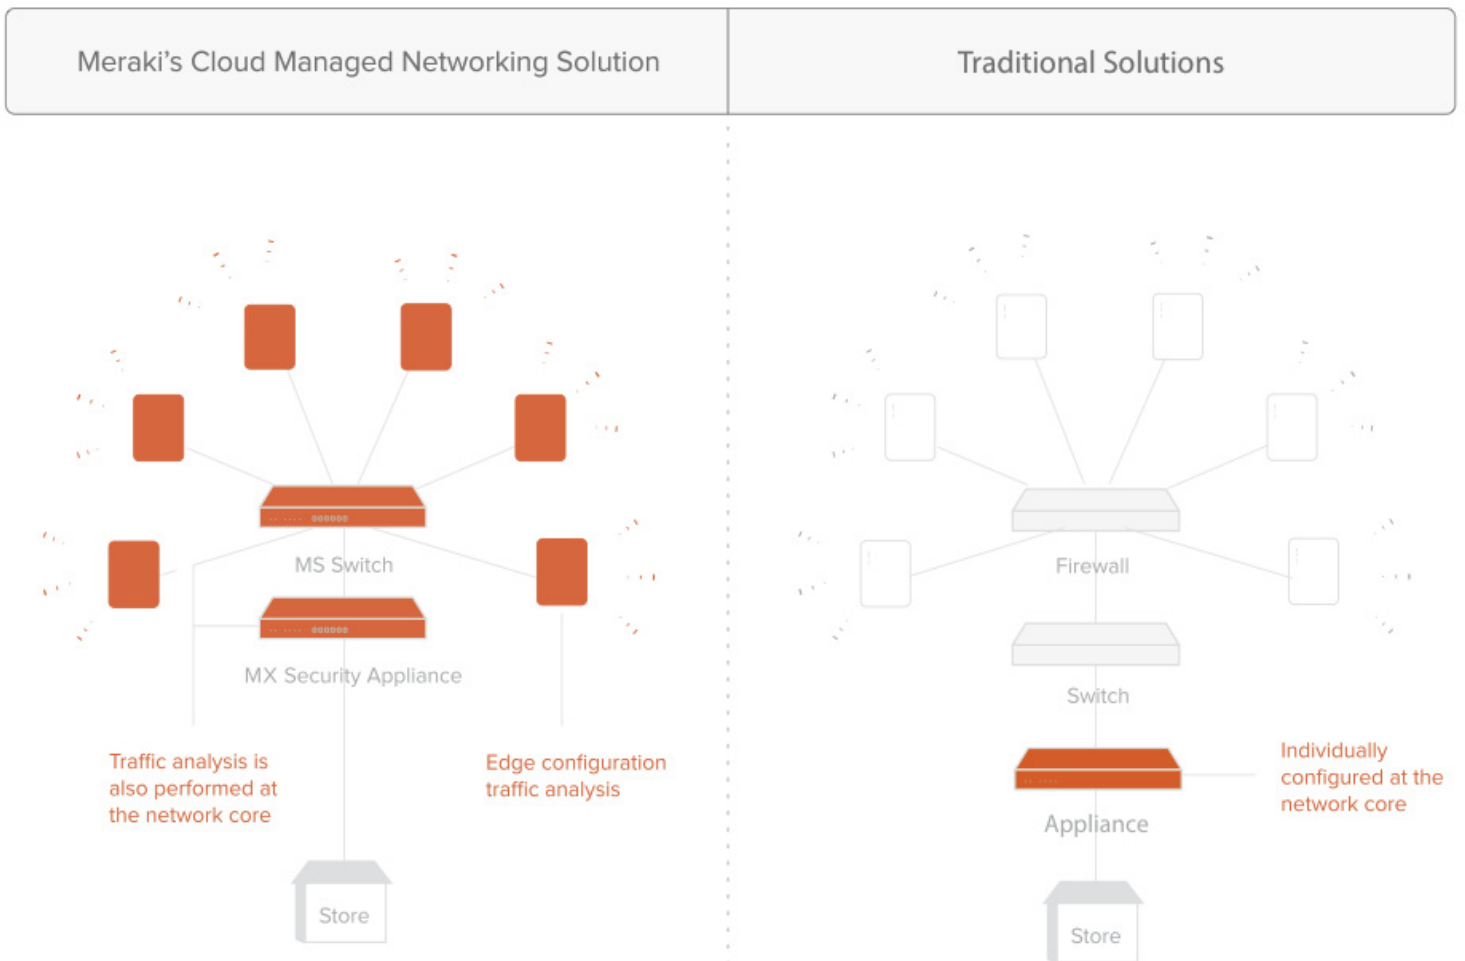 Meraki's Cloud Managed Networking Solution
Traditional Solutions
MS Switch
MX Security Appliance
Traffic analysis is
also performed at
the network core
Edge configuration
traffic analysis
Store
Firewall
Switch
Appliance
Individually
configured at the
network core
Store